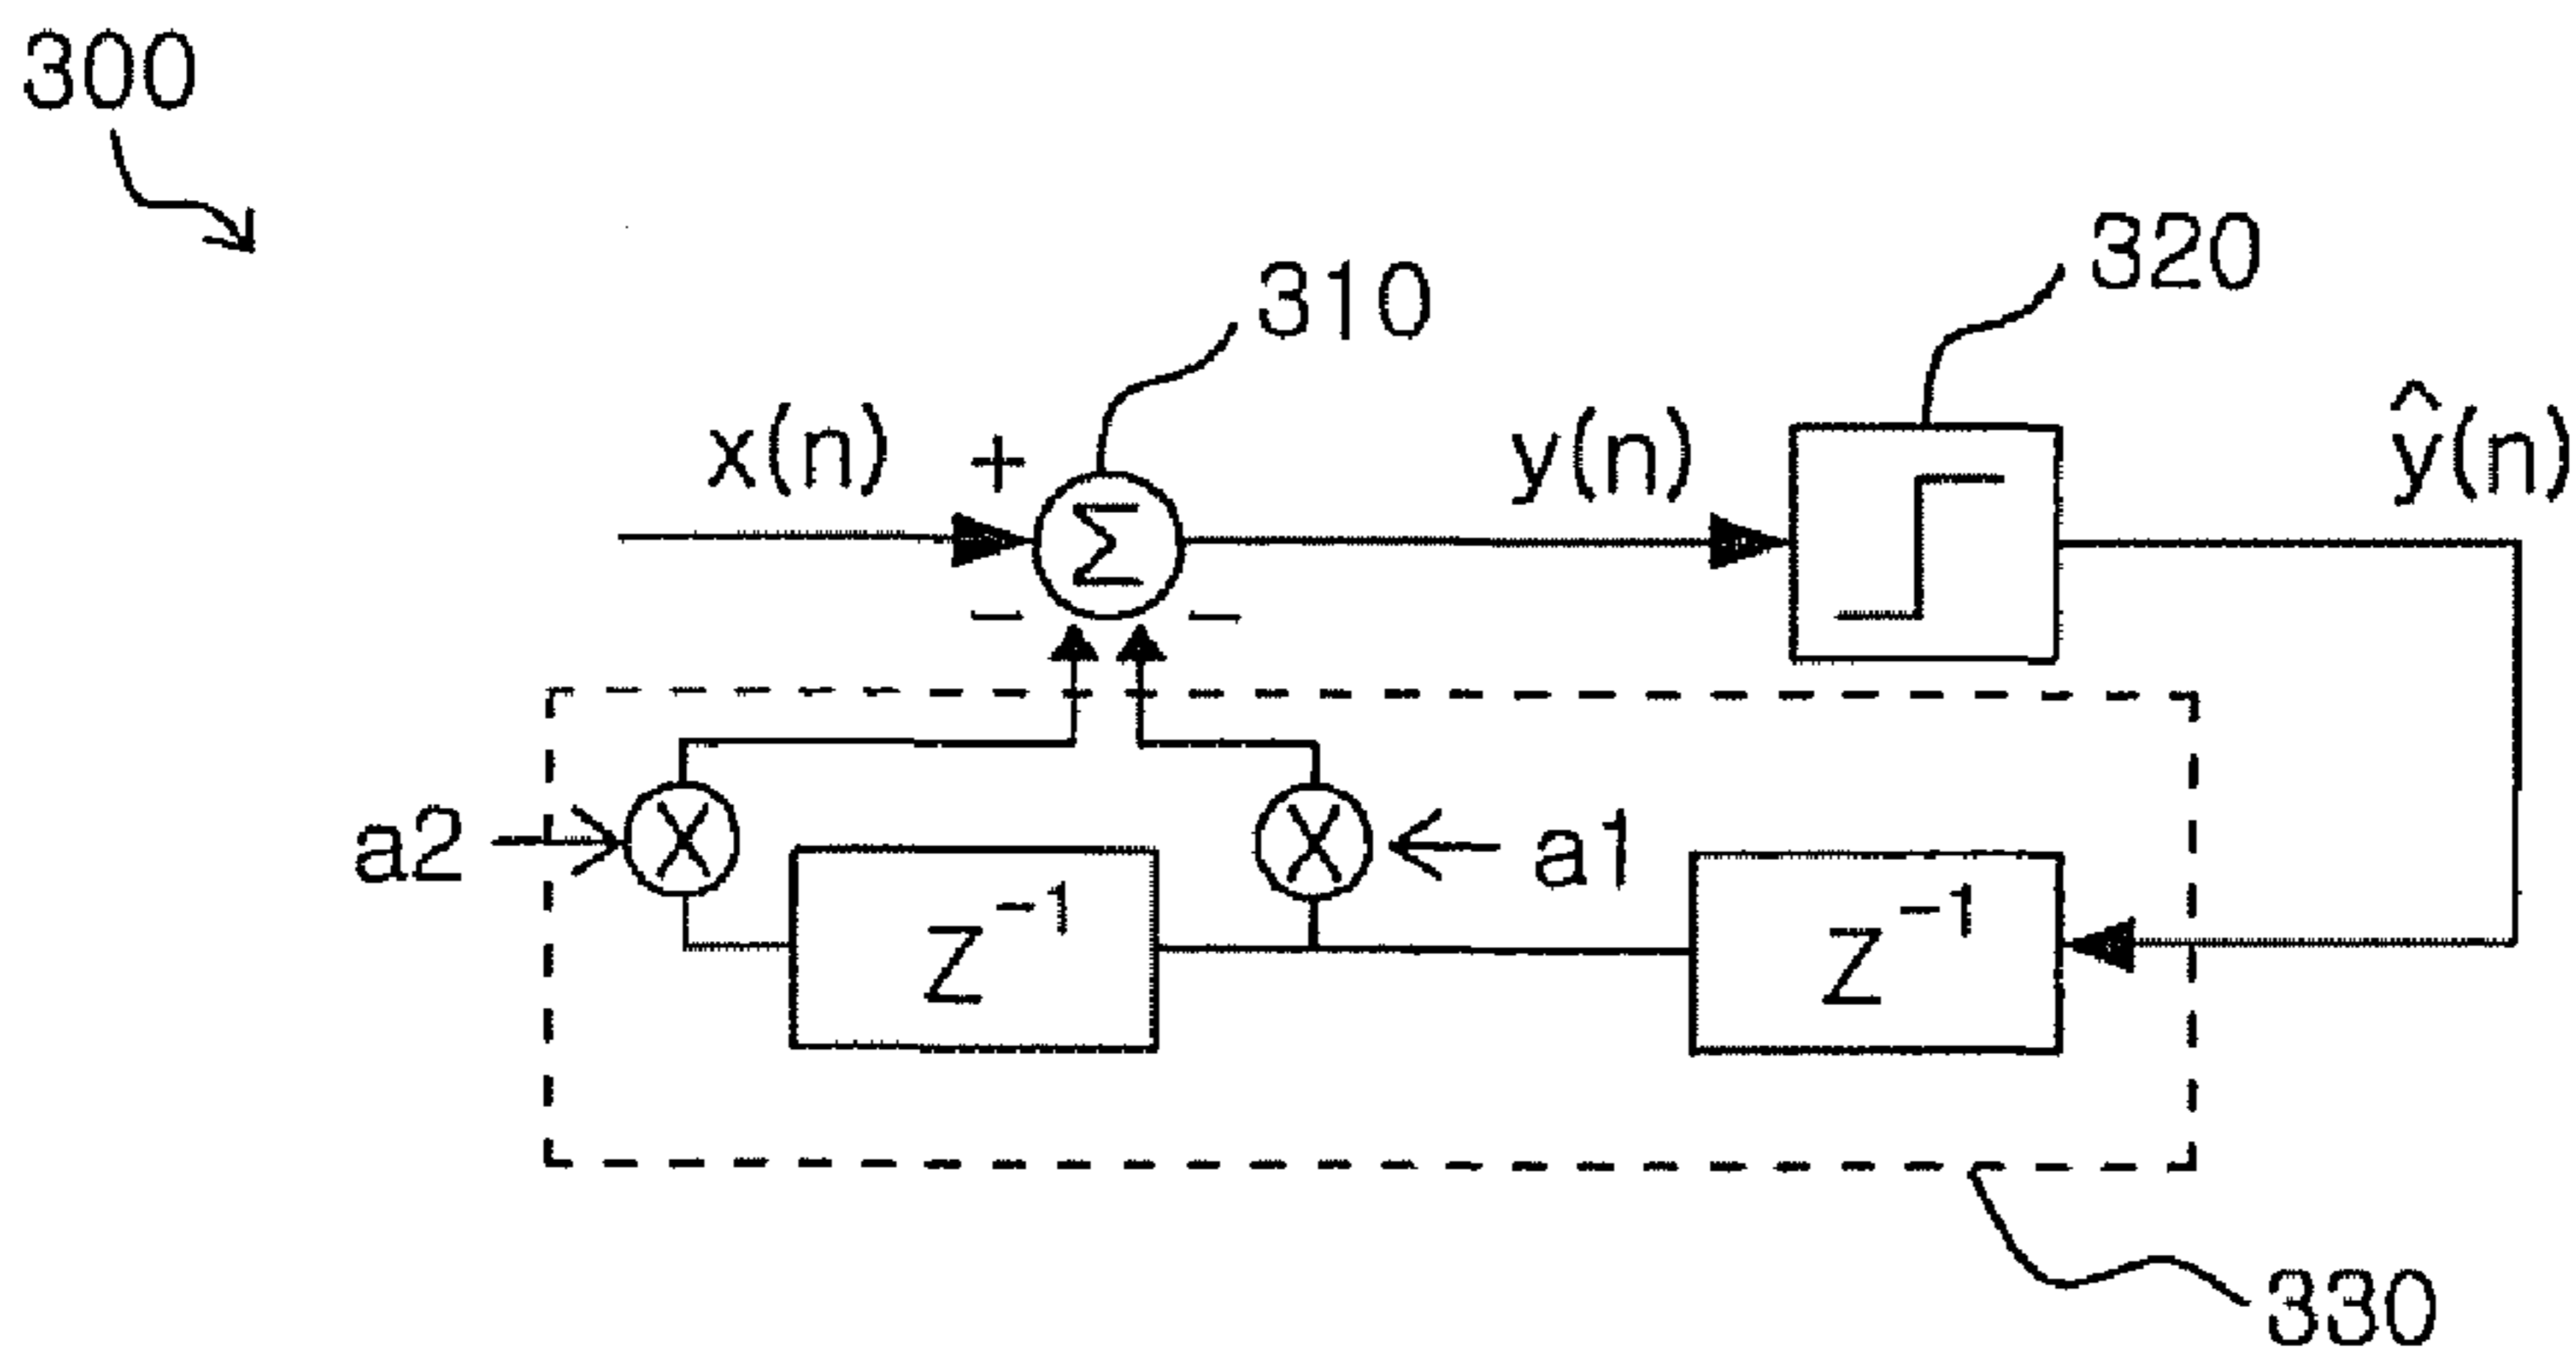 300
310
320
x(n)
+
y(n)
ŷ(n)
Σ
− −
a2
X
X
a1
Z⁻¹
Z⁻¹
330